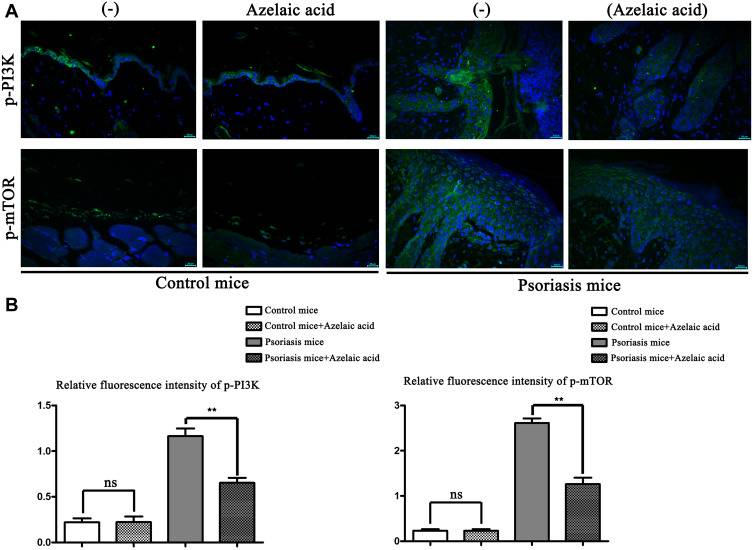 A
(-)
Azelaic acid
(-)
(Azelaic acid)
p-PI3K
p-mTOR
Control mice
Psoriasis mice
B
Control mice
Control mice+Azelaic acid
Psoriasis mice
Psoriasis mice+Azelaic acid
Relative fluorescence intensity of p-PI3K
1.5
1.0
0.5
0.0
ns
**
Control mice
Control mice+Azelaic acid
Psoriasis mice
Psoriasis mice+Azelaic acid
Relative fluorescence intensity of p-mTOR
3
2
1
0
ns
**